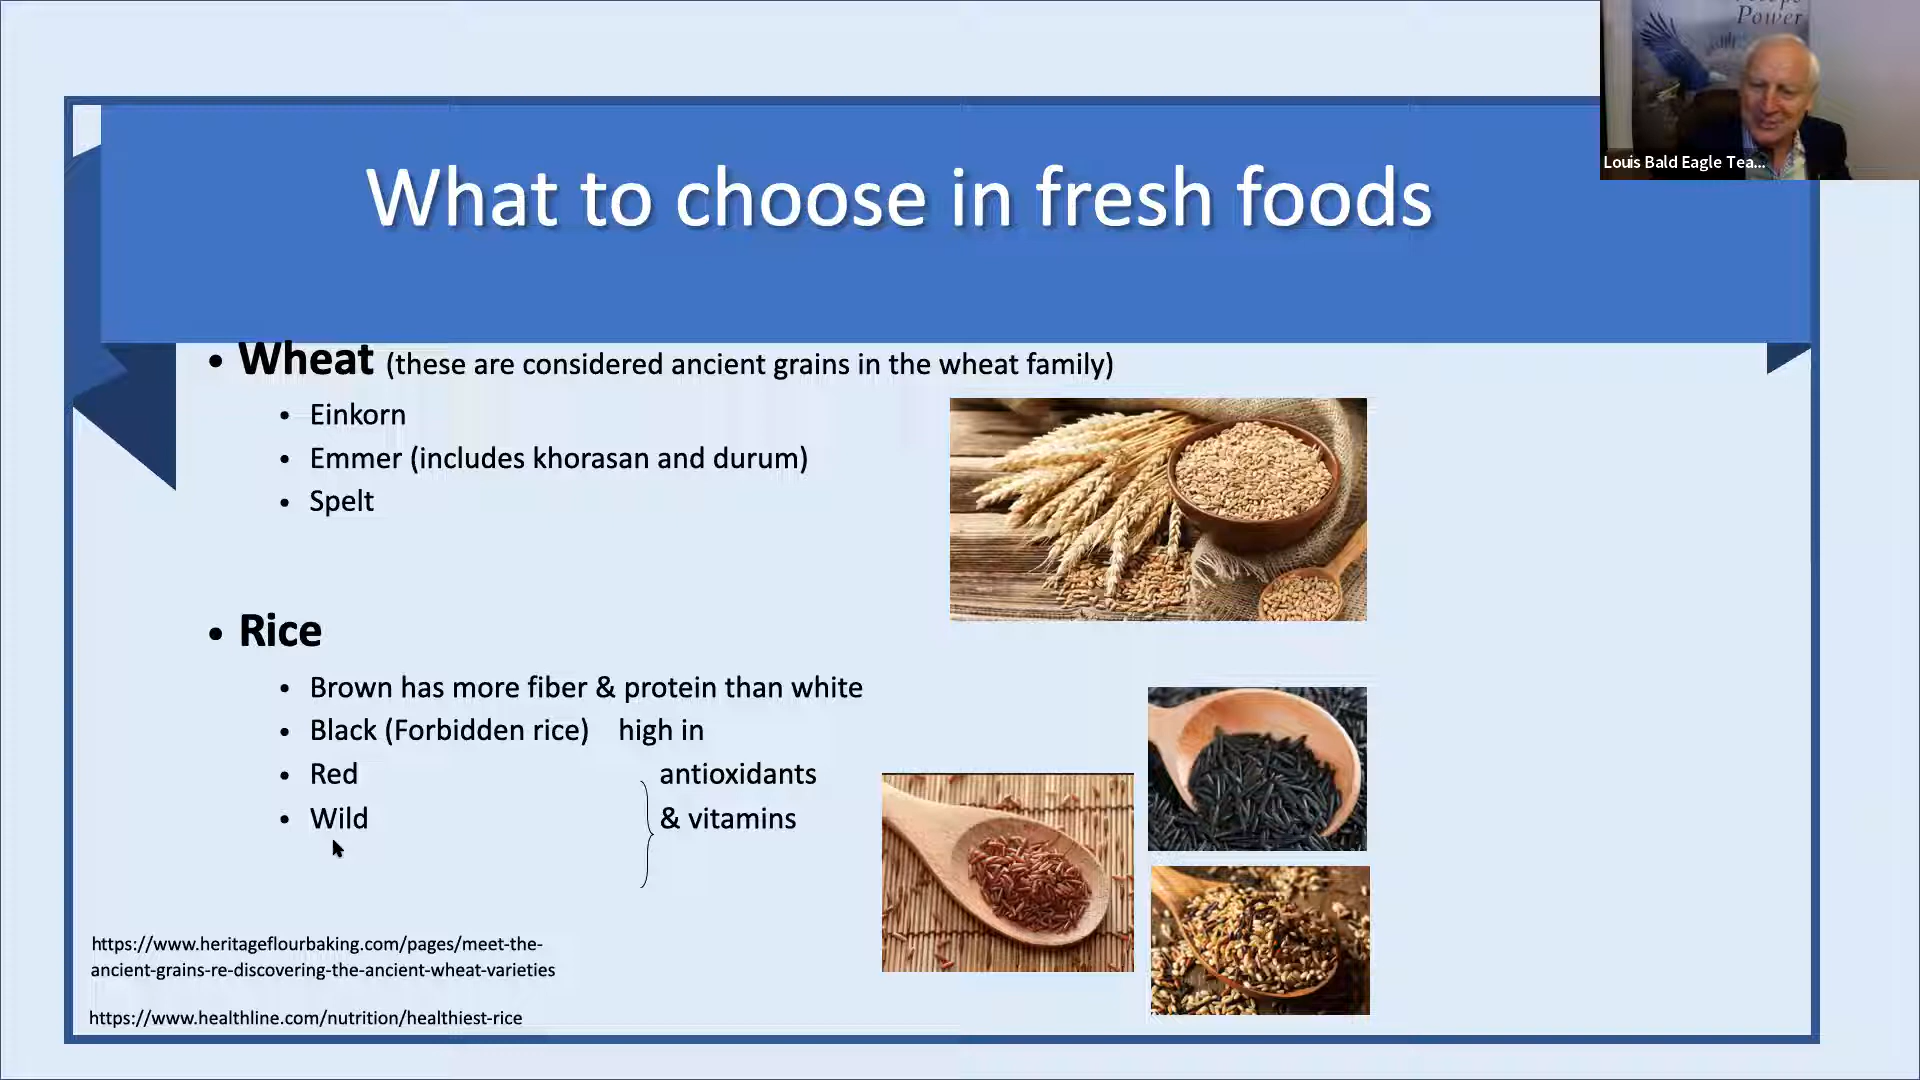 Power
Louis Bald Eagle Tea...
What to choose in fresh foods
• Wheat (these are considered ancient grains in the wheat family)
• Einkorn
• Emmer (includes khorasan and durum)
• Spelt
• Rice
• Brown has more fiber & protein than white
• Black (Forbidden rice) high in
• Red antioxidants
• Wild & vitamins
https://www.heritageflourbaking.com/pages/meet-the-
ancient-grains-re-discovering-the-ancient-wheat-varieties
https://www.healthline.com/nutrition/healthiest-rice